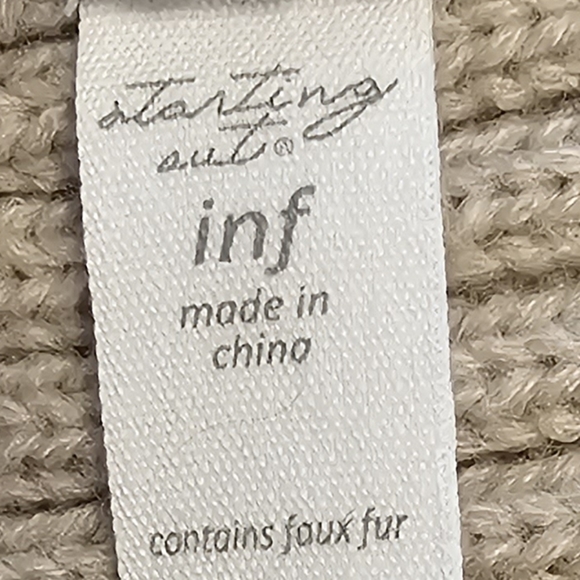 starting
out®
inf
made in
china
contains faux fur